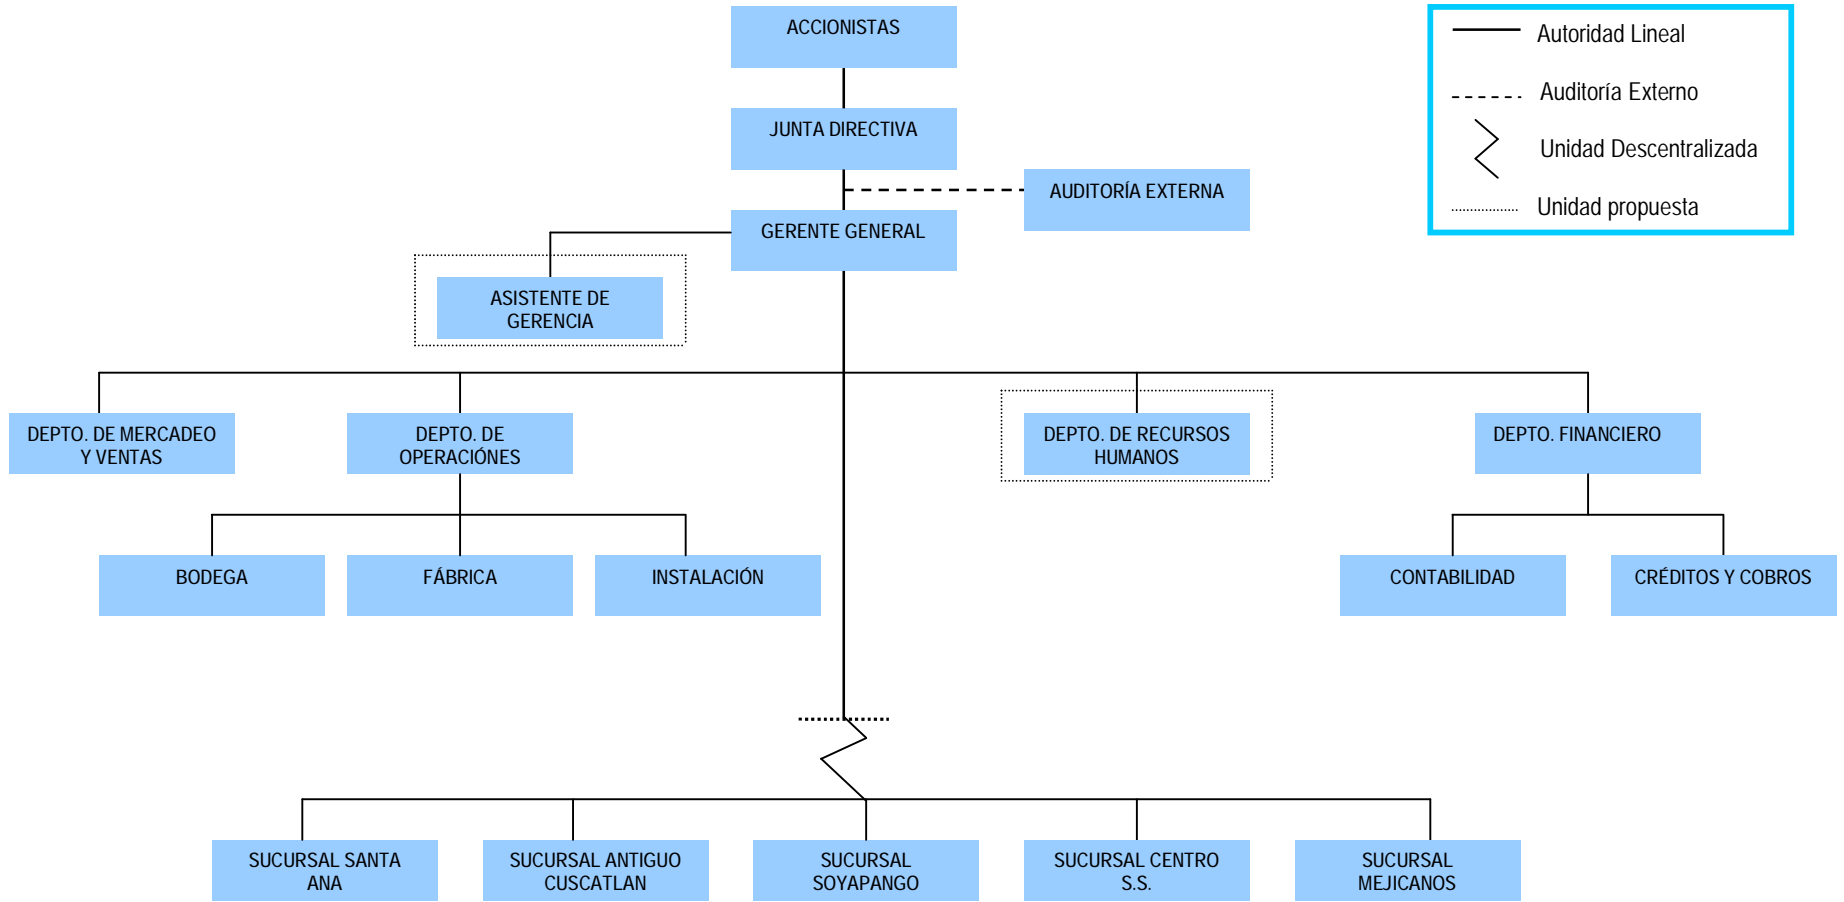 ACCIONISTAS
Autoridad Lineal
Auditoría Externo
Unidad Descentralizada
Unidad propuesta
JUNTA DIRECTIVA
AUDITORÍA EXTERNA
GERENTE GENERAL
ASISTENTE DE
GERENCIA
DEPTO. DE MERCADEO
Y VENTAS
DEPTO. DE
OPERACIÓNES
DEPTO. DE RECURSOS
HUMANOS
DEPTO. FINANCIERO
BODEGA
FÁBRICA
INSTALACIÓN
CONTABILIDAD
CRÉDITOS Y COBROS
SUCURSAL SANTA
ANA
SUCURSAL ANTIGUO
CUSCATLAN
SUCURSAL
SOYAPANGO
SUCURSAL CENTRO
S.S.
SUCURSAL
MEJICANOS